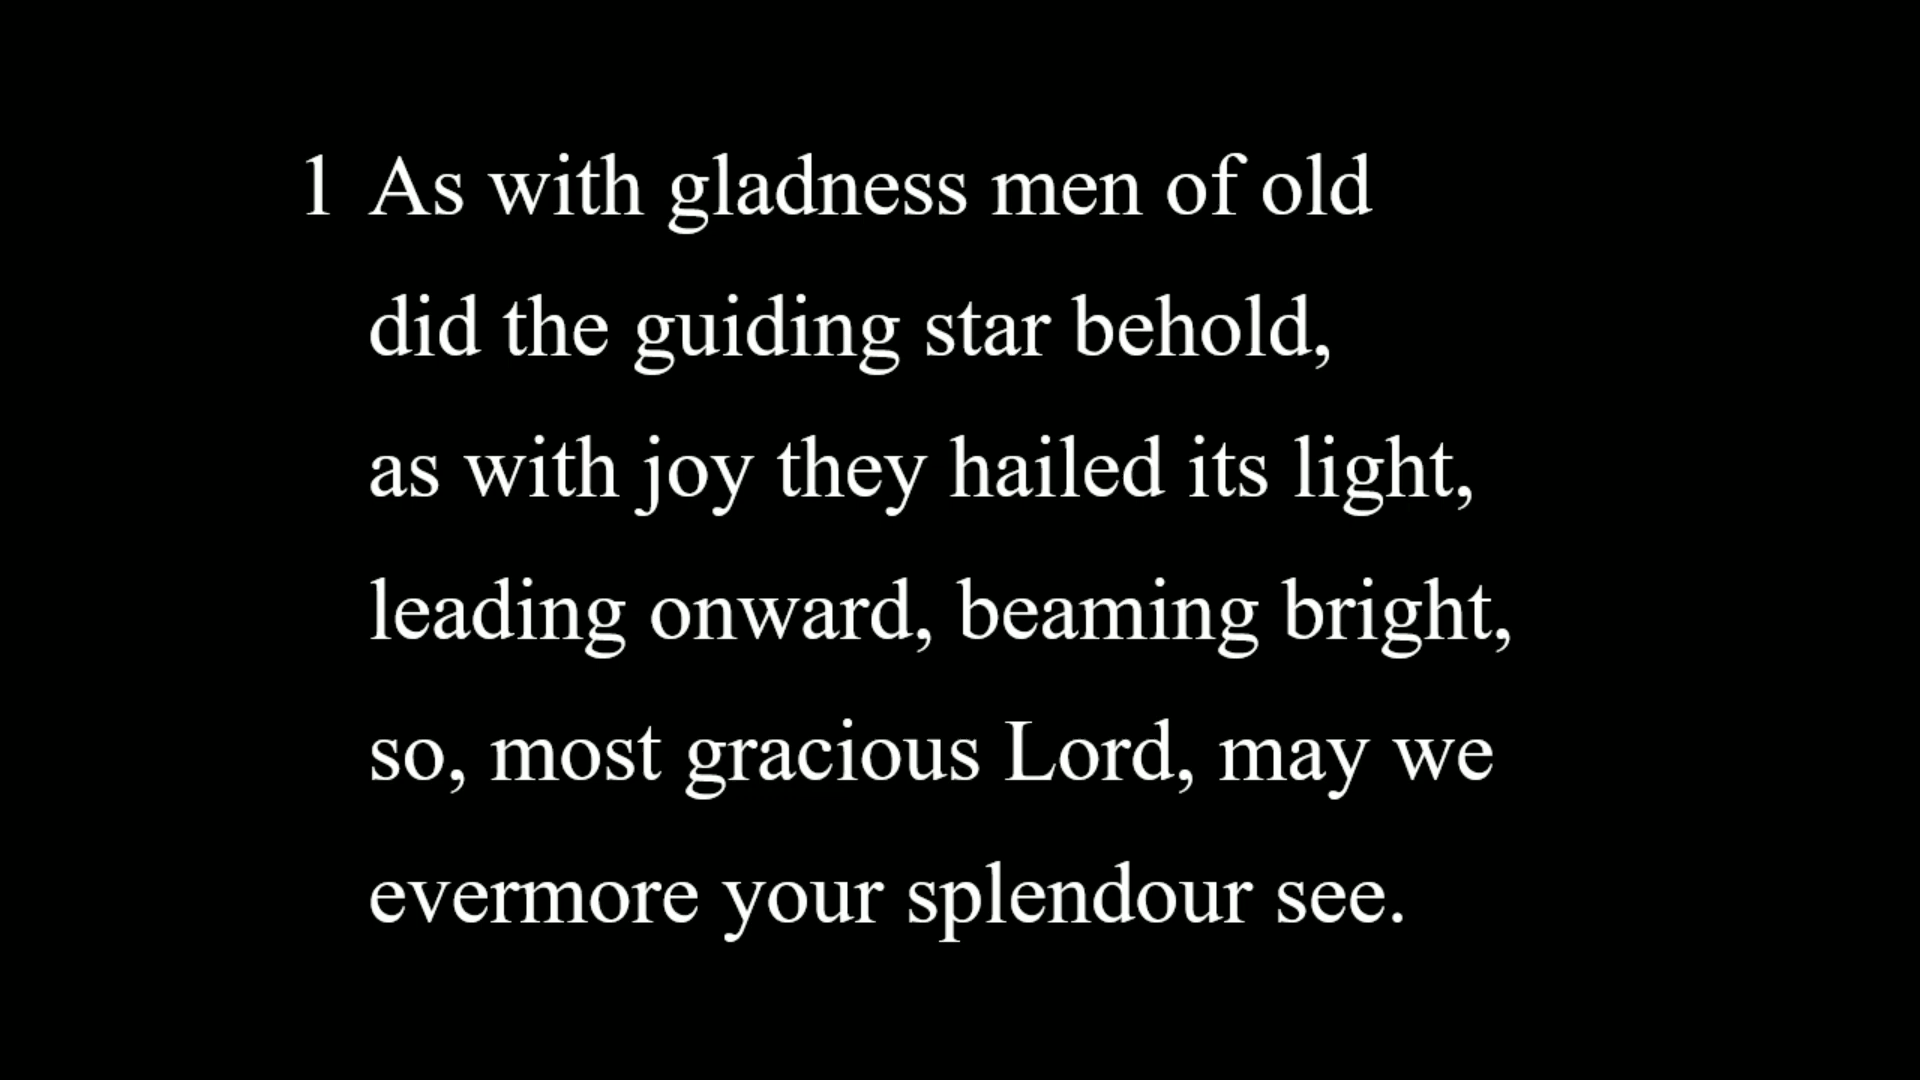 1 As with gladness men of old
did the guiding star behold,
as with joy they hailed its light,
leading onward, beaming bright,
so, most gracious Lord, may we
evermore your splendour see.